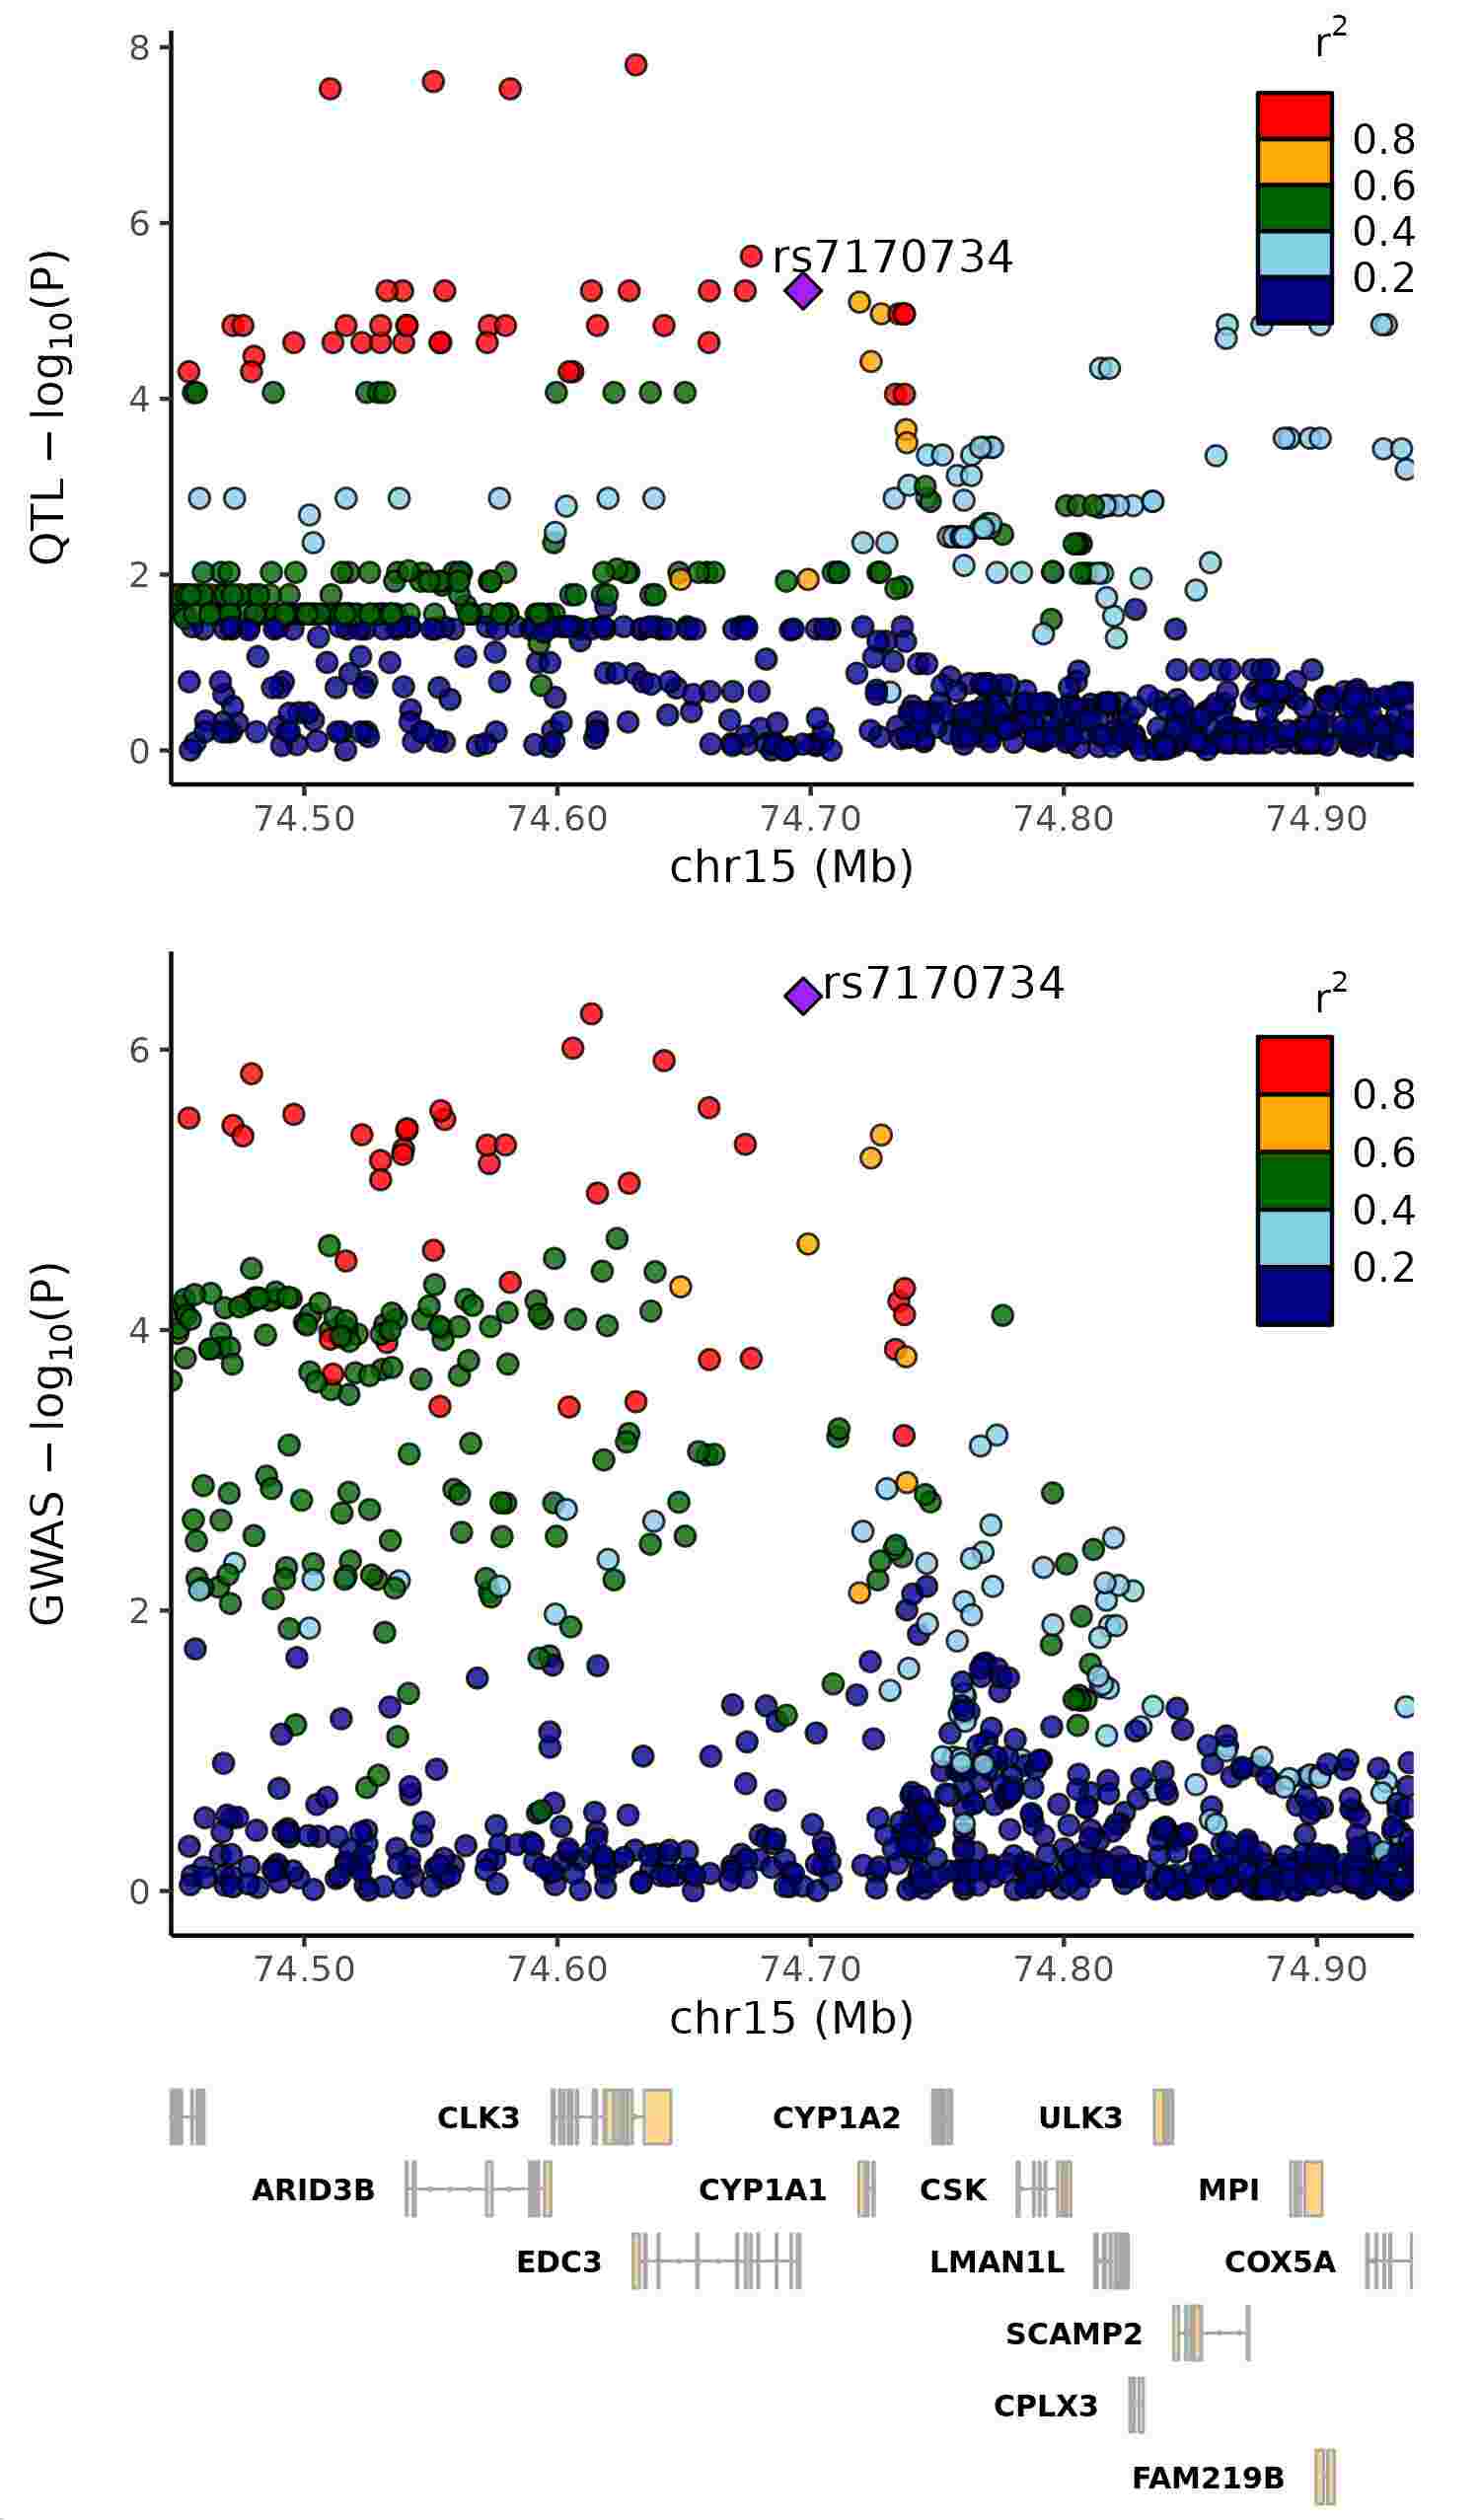 r2
8
6
4
2
0
QTL −log10(P)
rs7170734
0.8
0.6
0.4
0.2
74.50 74.60 74.70 74.80 74.90
chr15 (Mb)
r2
6
4
2
0
GWAS −log10(P)
rs7170734
0.8
0.6
0.4
0.2
74.50 74.60 74.70 74.80 74.90
chr15 (Mb)
CLK3 CYP1A2 ULK3
ARID3B CYP1A1 CSK MPI
EDC3 LMAN1L COX5A
SCAMP2
CPLX3
FAM219B